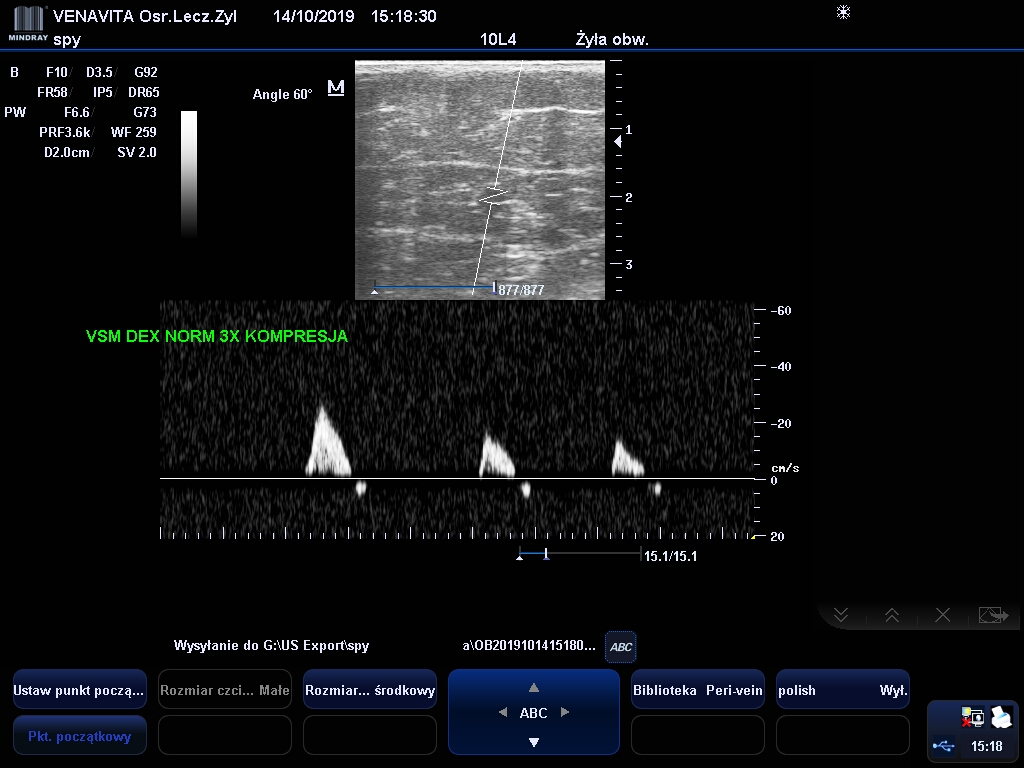 VENAVITA Osr.Lecz.Zyl 14/10/2019 15:18:30
MINDRAY spy 10L4 Żyła obw.
B F10/ D3.5/ G92
FR58/ IP5/ DR65
PW F6.6/ G73
PRF3.6k/ WF 259
D2.0cm/ SV 2.0
Angle 60°
M
1
2
3
877/877
VSM DEX NORM 3X KOMPRESJA
-60
-40
-20
cm/s
0
20
15.1/15.1
Wysyłanie do G:\US Export\spy a\OB2019101415180... ABC
Ustaw punkt począ... Rozmiar czci... Małe Rozmiar... środkowy ABC Biblioteka Peri-vein polish Wył.
Pkt. początkowy
15:18